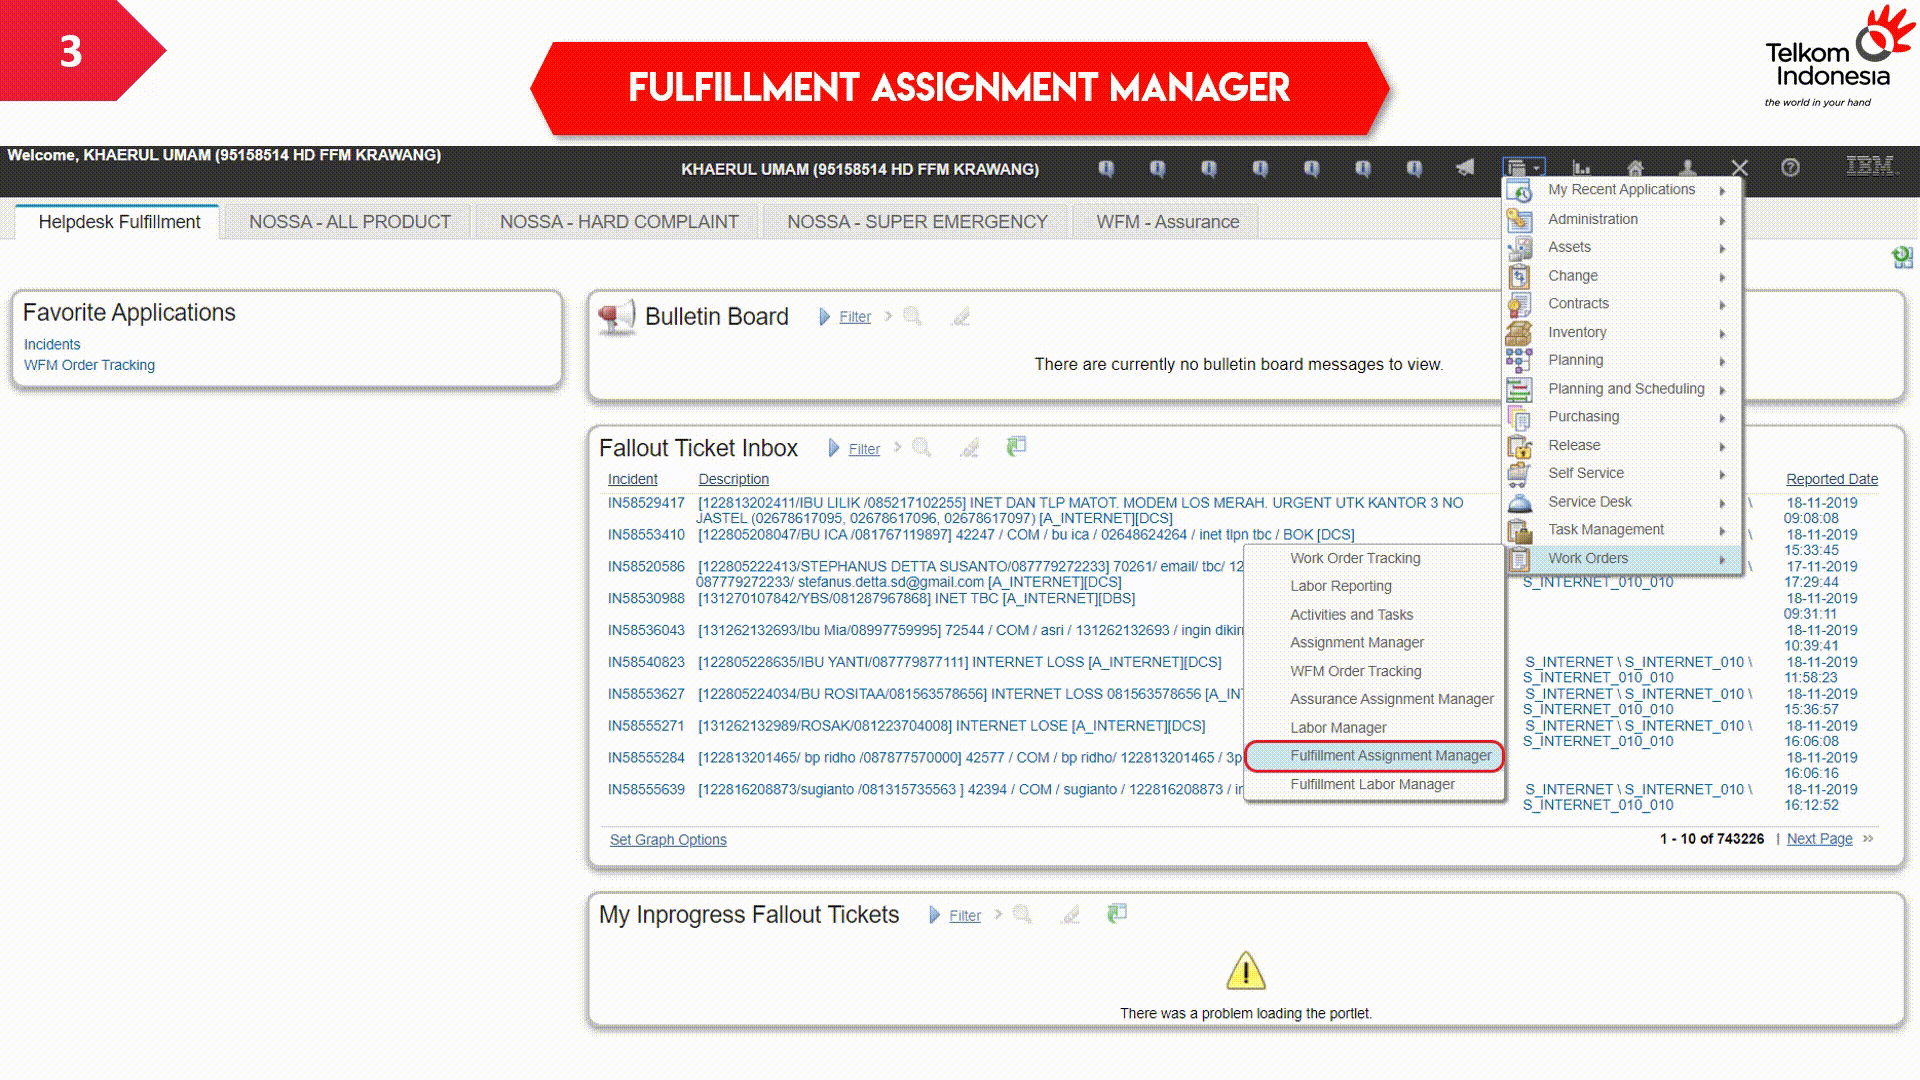 3
FULFILLMENT ASSIGNMENT MANAGER
Telkom
Indonesia
the world in your hand
Welcome, KHAERUL UMAM (95158514 HD FFM KRAWANG)
KHAERUL UMAM (95158514 HD FFM KRAWANG)
IBM.
Helpdesk Fulfillment
NOSSA - ALL PRODUCT
NOSSA - HARD COMPLAINT
NOSSA - SUPER EMERGENCY
WFM - Assurance
My Recent Applications
Administration
Assets
Change
Contracts
Inventory
Planning
Planning and Scheduling
Purchasing
Release
Self Service
Service Desk
Task Management
Work Orders
Work Order Tracking
Labor Reporting
Activities and Tasks
Assignment Manager
WFM Order Tracking
Assurance Assignment Manager
Labor Manager
Fulfillment Assignment Manager
Fulfillment Labor Manager
Favorite Applications
Incidents
WFM Order Tracking
Bulletin Board
Filter
There are currently no bulletin board messages to view.
Fallout Ticket Inbox
Filter
Incident Description Reported Date
IN58529417 [122813202411/IBU LILIK /085217102255] INET DAN TLP MATOT. MODEM LOS MERAH. URGENT UTK KANTOR 3 NO \ 18-11-2019
JASTEL (02678617095, 02678617096, 02678617097) [A_INTERNET][DCS] 09:08:08
IN58553410 [122805208047/BU ICA /081767119897] 42247 / COM / bu ica / 02648624264 / inet tlpn tbc / BOK [DCS] \ 18-11-2019
15:33:45
IN58520586 [122805222413/STEPHANUS DETTA SUSANTO/087779272233] 70261/ email/ tbc/ 12 \ 17-11-2019
087779272233/ stefanus.detta.sd@gmail.com [A_INTERNET][DCS] S_INTERNET_010_010 17:29:44
IN58530988 [131270107842/YBS/081287967868] INET TBC [A_INTERNET][DBS] 18-11-2019
09:31:11
IN58536043 [131262132693/Ibu Mia/08997759995] 72544 / COM / asri / 131262132693 / ingin dikir 18-11-2019
10:39:41
IN58540823 [122805228635/IBU YANTI/087779877111] INTERNET LOSS [A_INTERNET][DCS] S_INTERNET \ S_INTERNET_010 \ 18-11-2019
S_INTERNET_010_010 11:58:23
IN58553627 [122805224034/BU ROSITAA/081563578656] INTERNET LOSS 081563578656 [A_INT S_INTERNET \ S_INTERNET_010 \ 18-11-2019
S_INTERNET_010_010 15:36:57
IN58555271 [131262132989/ROSAK/081223704008] INTERNET LOSE [A_INTERNET][DCS] S_INTERNET \ S_INTERNET_010 \ 18-11-2019
S_INTERNET_010_010 16:06:08
IN58555284 [122813201465/ bp ridho /087877570000] 42577 / COM / bp ridho/ 122813201465 / 3p 18-11-2019
16:06:16
IN58555639 [122816208873/sugianto /081315735563 ] 42394 / COM / sugianto / 122816208873 / ir S_INTERNET \ S_INTERNET_010 \ 18-11-2019
S_INTERNET_010_010 16:12:52
Set Graph Options
1 - 10 of 743226 | Next Page
My Inprogress Fallout Tickets
Filter
There was a problem loading the portlet.